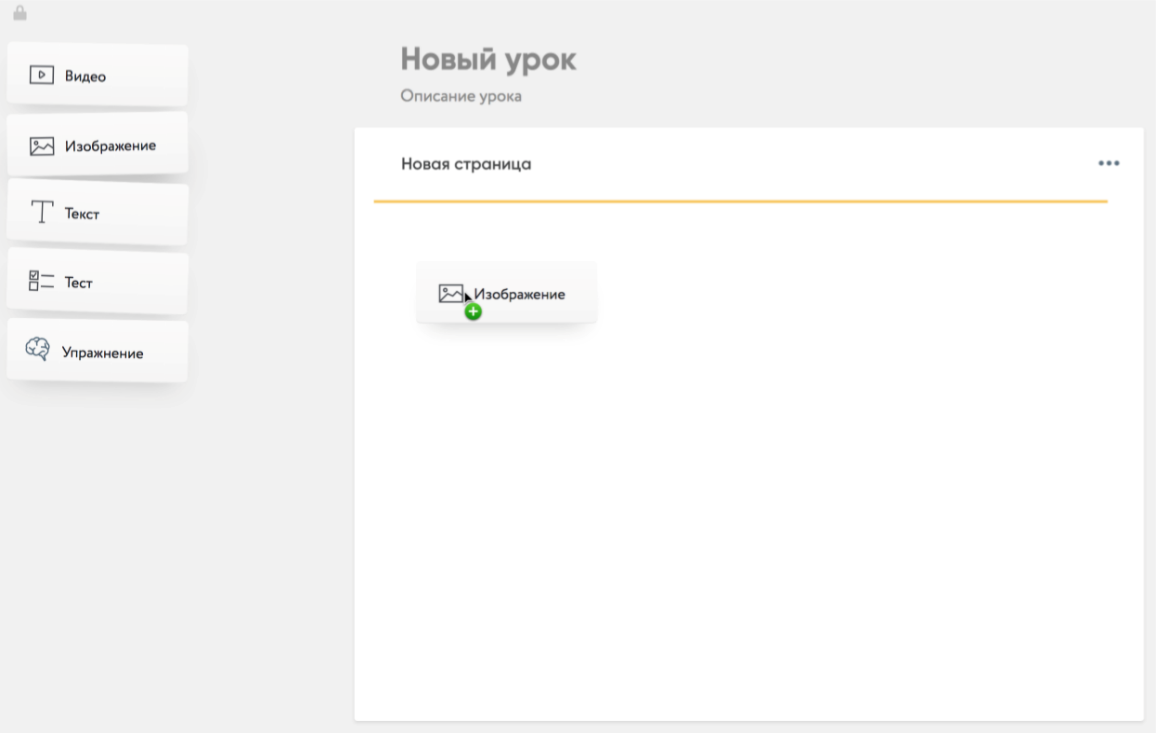 Видео
Изображение
Текст
Тест
Упражнение
Новый урок
Описание урока
Новая страница
Изображение